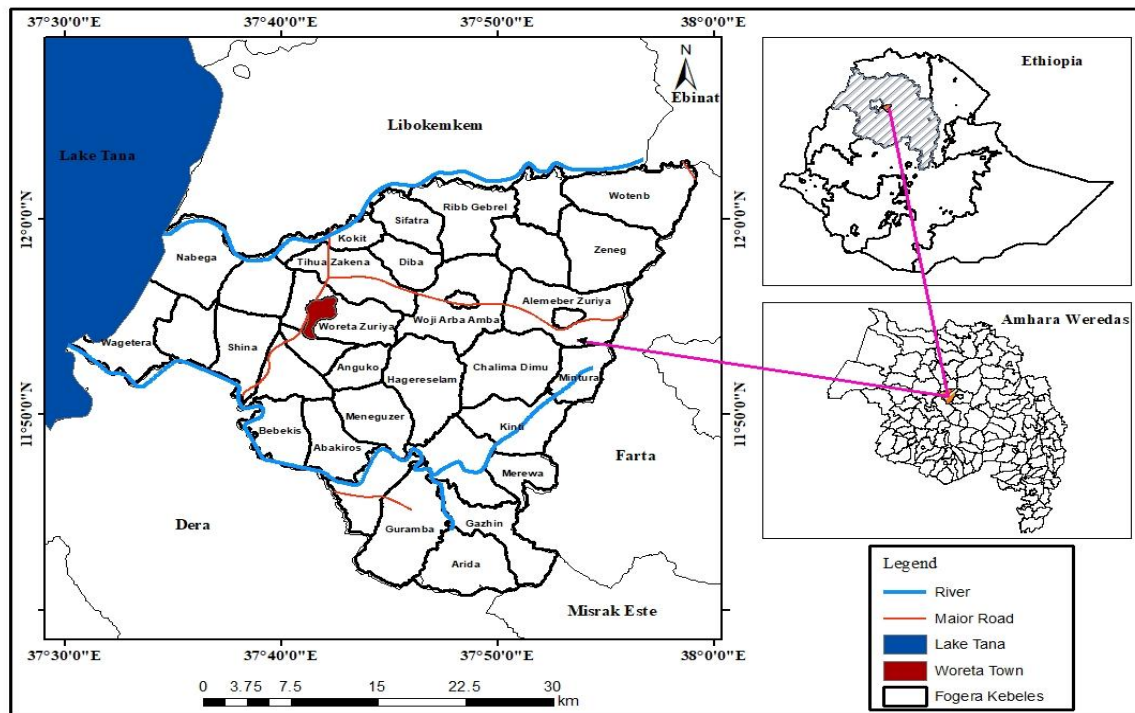 37°30'0"E
37°40'0"E
37°50'0"E
38°0'0"E
N
Ebinat
Libokemkem
Lake Tana
12°0'0"N
12°0'0"N
Wotenb
Ribb Gebrel
Sifatra
Kokit
Zeneg
Nabega
Tihua Zakena
Diba
Alemeber Zuriya
Woji Arba Amba
Woreta Zuriya
Wagetera
Shina
Anguko
Hagereselam
Chalima Dimu
Mintura
11°50'0"N
11°50'0"N
Meneguzer
Bebekis
Kinti
Abakiros
Farta
Merewa
Dera
Guramba
Gazhin
Arida
Misrak Este
37°30'0"E
37°40'0"E
37°50'0"E
38°0'0"E
0 3.75 7.5 15 22.5 30
km
Ethiopia
Amhara Weredas
Legend
River
Maior Road
Lake Tana
Woreta Town
Fogera Kebeles